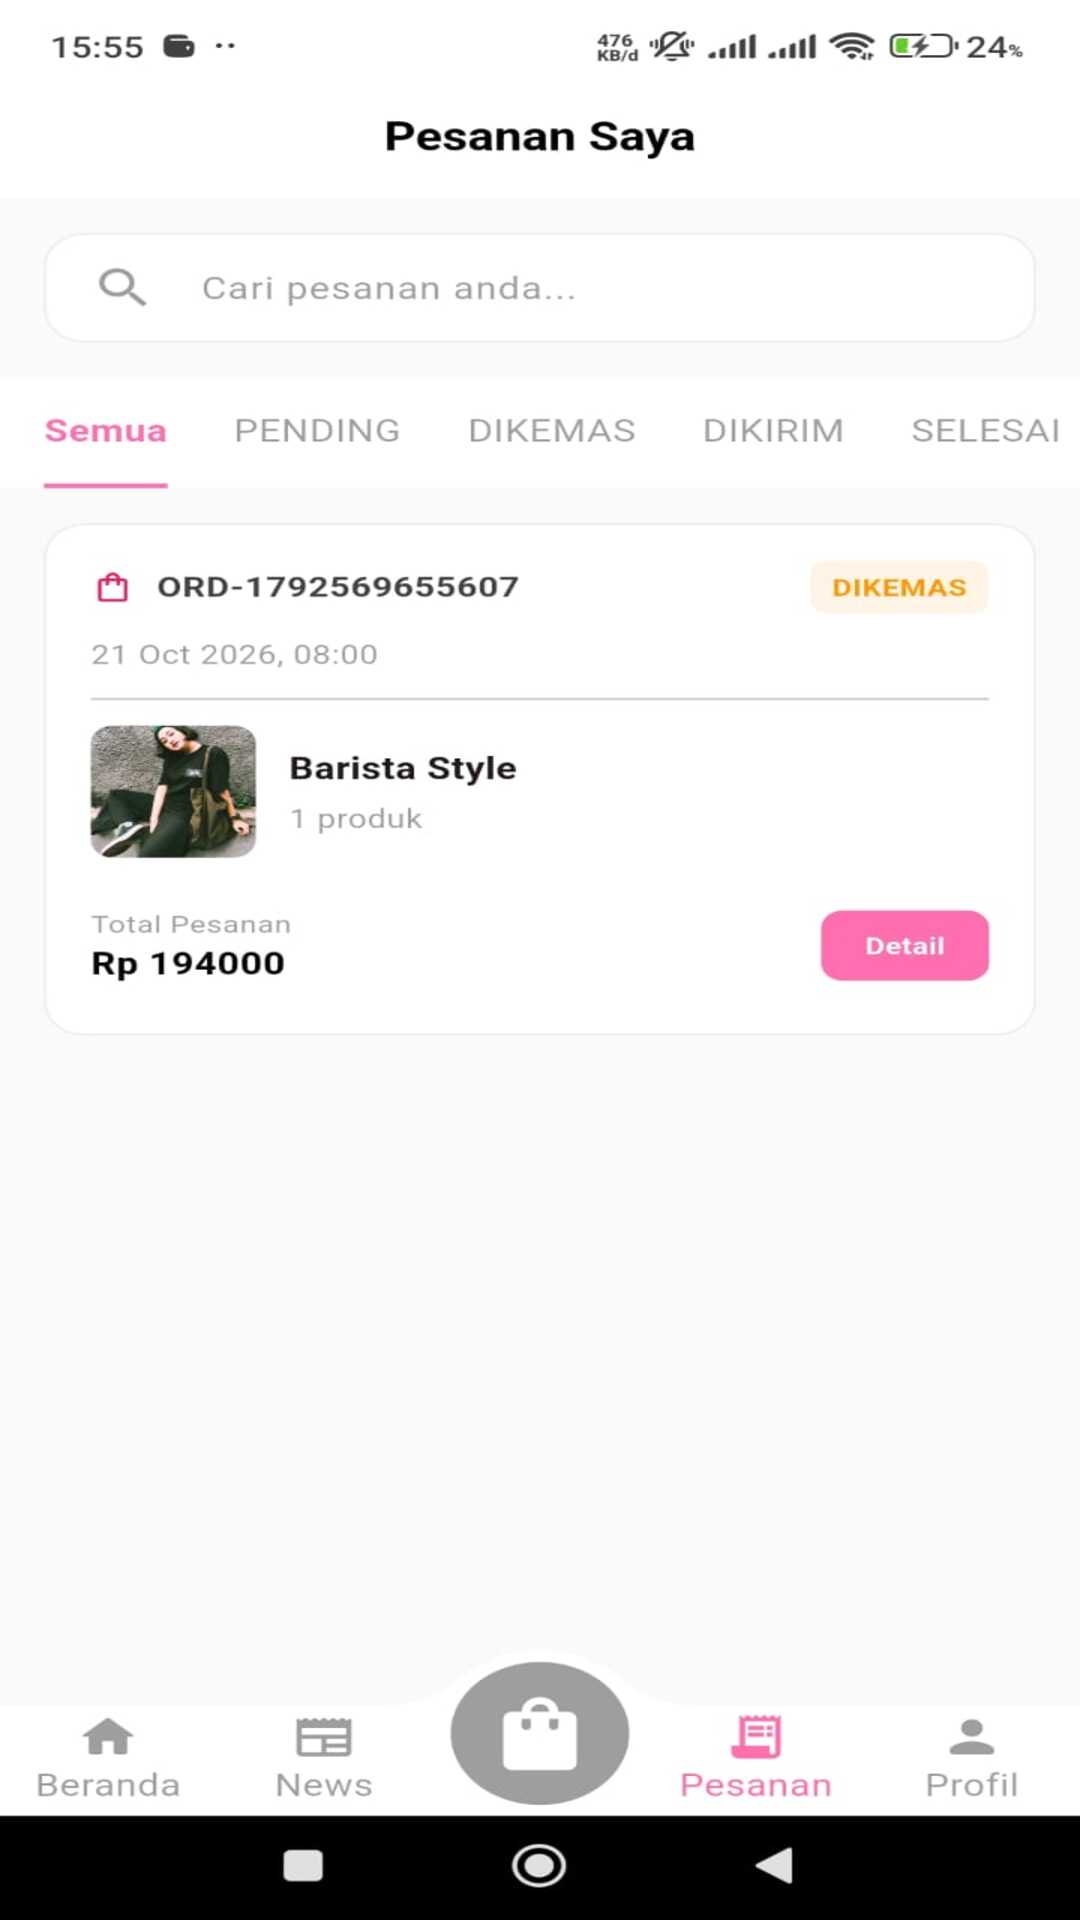 15:55
476
KB/d
24%
Pesanan Saya
Cari pesanan anda...
Semua PENDING DIKEMAS DIKIRIM SELESAI
ORD-1792569655607 DIKEMAS
21 Oct 2026, 08:00
Barista Style
1 produk
Total Pesanan
Rp 194000
Detail
Beranda News Pesanan Profil